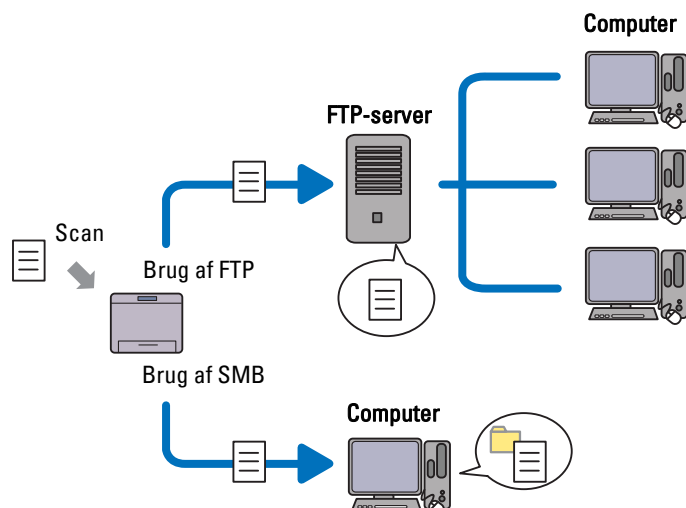 Computer
FTP-server
Scan
Brug af FTP
Brug af SMB
Computer